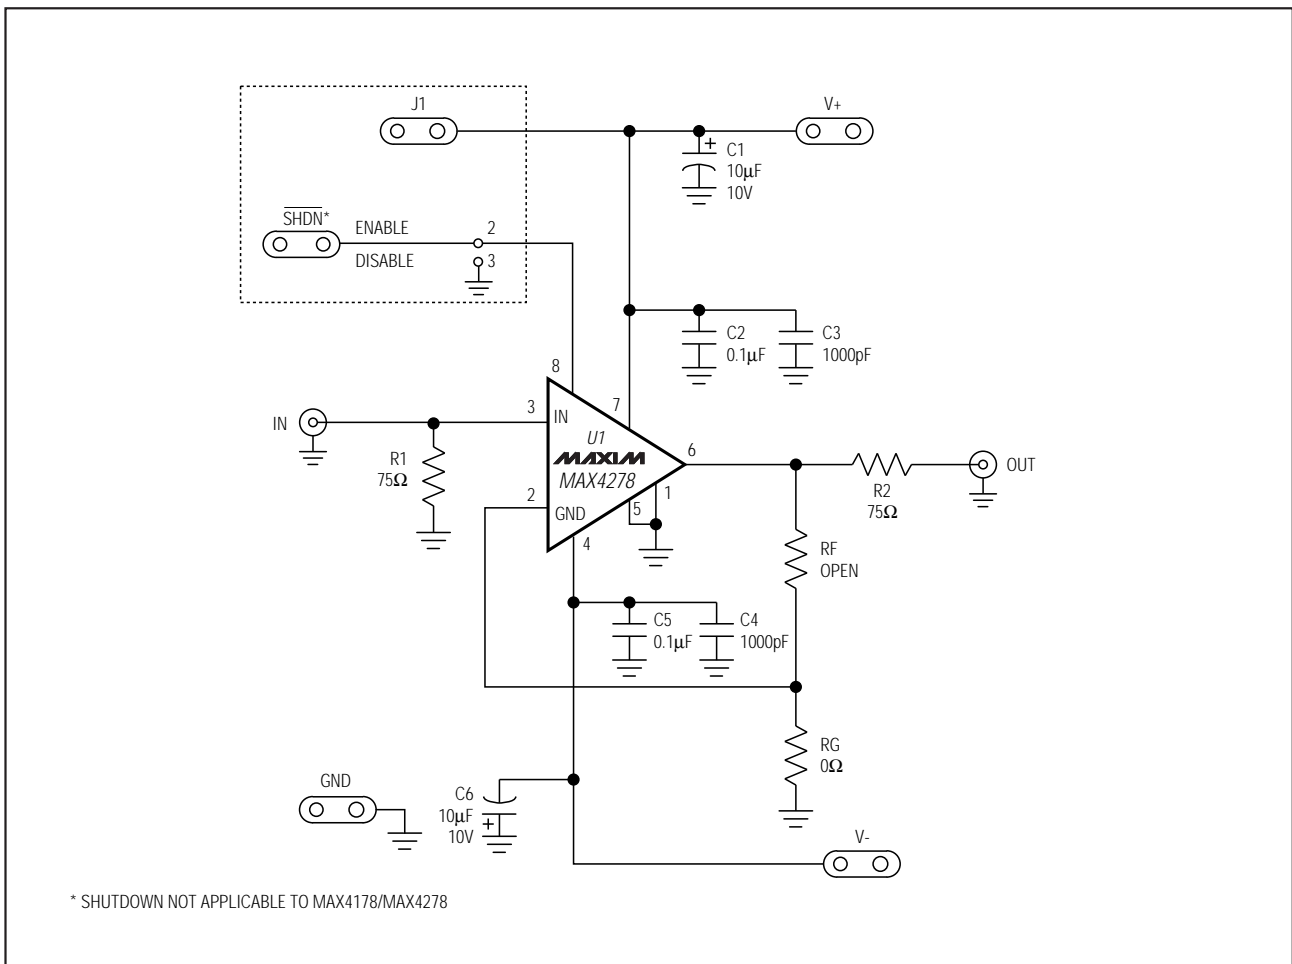 J1
V+
C1
10μF
10V
SHDN*
ENABLE
DISABLE
2
3
C2
0.1μF
C3
1000pF
8
7
3
IN
IN
U1
MAXIM
MAX4278
6
R1
75Ω
2
GND
5
1
4
R2
75Ω
OUT
RF
OPEN
C5
0.1μF
C4
1000pF
RG
0Ω
GND
C6
10μF
10V
V-
* SHUTDOWN NOT APPLICABLE TO MAX4178/MAX4278